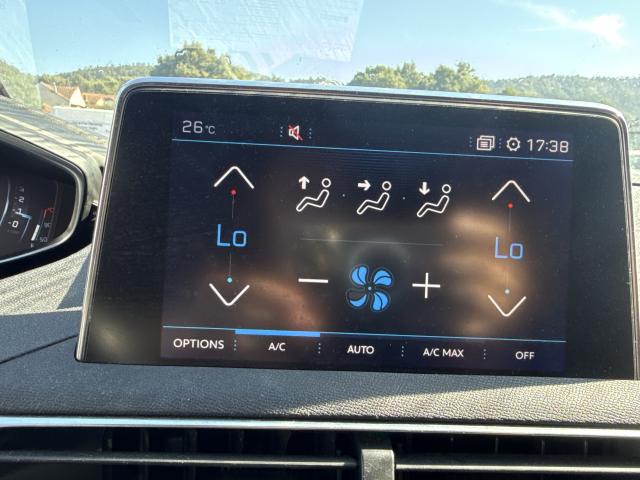 26°C 17:38
Lo Lo
OPTIONS A/C AUTO A/C MAX OFF